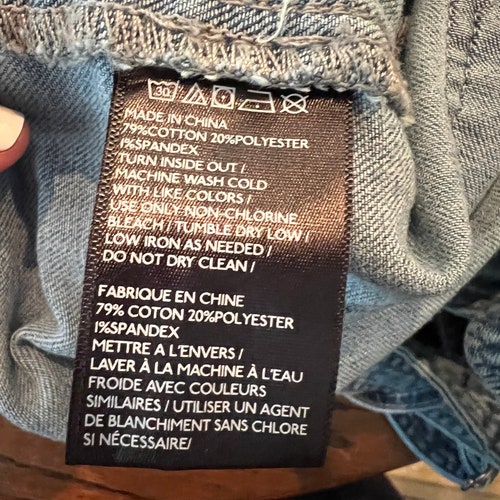 30
MADE IN CHINA
79%COTTON 20%POLYESTER
1%SPANDEX
TURN INSIDE OUT /
MACHINE WASH COLD
WITH LIKE COLORS /
USE ONLY NON-CHLORINE
BLEACH / TUMBLE DRY LOW /
LOW IRON AS NEEDED /
DO NOT DRY CLEAN /
FABRIQUE EN CHINE
79% COTON 20%POLYESTER
1%SPANDEX
METTRE A L'ENVERS /
LAVER À LA MACHINE À L'EAU
FROIDE AVEC COULEURS
SIMILAIRES / UTILISER UN AGENT
DE BLANCHIMENT SANS CHLORE
SI NÉCESSAIRE/